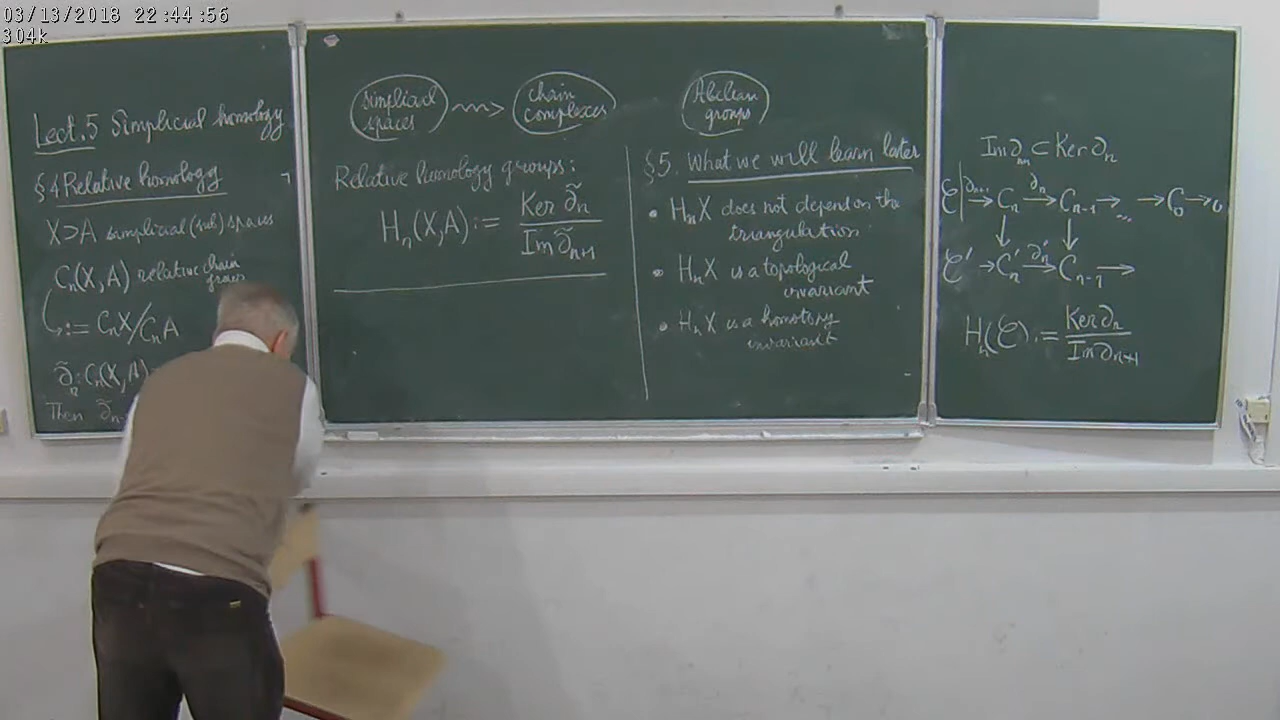 03/13/2018 22:44:56
304k
Lect.5 Simplicial homology
§4 Relative homology
X⊃A simplicial (sub) spaces
Cₙ(X,A) relative chain
:= CₙX/CₙA
∂̃ₙ: Cₙ(X,A)
Then ∂̃ₙ
simplicial spaces ⇝ chain complexes
Abelian groups
Relative homology groups:
Hₙ(X,A) := Ker ∂̃ₙ / Im ∂̃ₙ₊₁
§5. What we will learn later
• HₙX does not depend on the
triangulation
• HₙX is a topological
invariant
• HₙX is a homotopy
invariant
Im ∂ₙ₊₁ ⊂ Ker ∂ₙ
𝒞 | ∂ₙ₊₁ → Cₙ ∂ₙ → Cₙ₋₁ → ... → C₀ → 0
↓ ↓
𝒞' → C'ₙ ∂'ₙ → Cₙ₋₁ →
Hₙ(𝒞) := Ker ∂ₙ / Im ∂ₙ₊₁